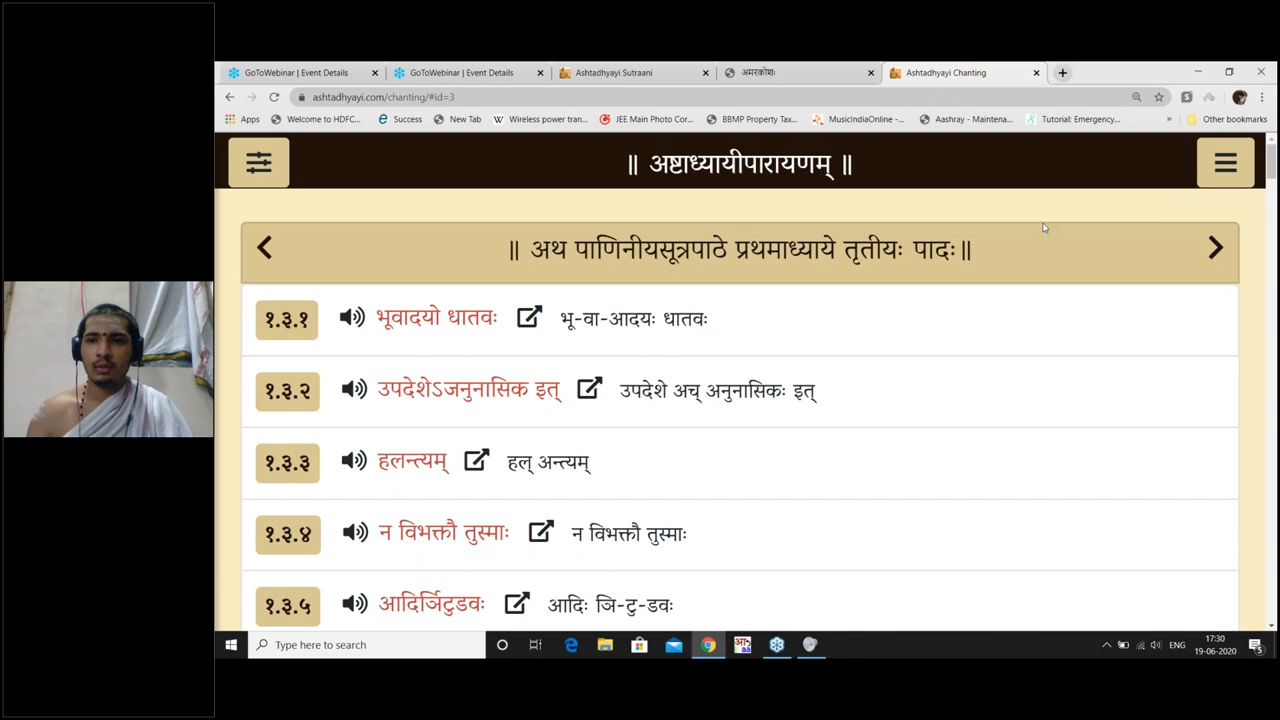 GoToWebinar | Event Details
GoToWebinar | Event Details
Ashtadhyayi Sutraani
अमरकोशः
Ashtadhyayi Chanting
ashtadhyayi.com/chanting/#id=3
Apps
Welcome to HDFC...
Success
New Tab
Wireless power tran...
JEE Main Photo Cor...
BBMP Property Tax...
MusicIndiaOnline -...
Aashray - Maintena...
Tutorial: Emergency...
»
Other bookmarks
॥ अष्टाध्यायीपारायणम् ॥
॥ अथ पाणिनीयसूत्रपाठे प्रथमाध्याये तृतीयः पादः॥
१.३.१ भूवादयो धातवः भू-वा-आदयः धातवः
१.३.२ उपदेशेऽजनुनासिक इत् उपदेशे अच् अनुनासिकः इत्
१.३.३ हलन्त्यम् हल् अन्त्यम्
१.३.४ न विभक्तौ तुस्माः न विभक्तौ तुस्माः
१.३.५ आदिर्ञिटुडवः आदिः ञि-टु-डवः
Type here to search
ENG
17:30
19-06-2020
5